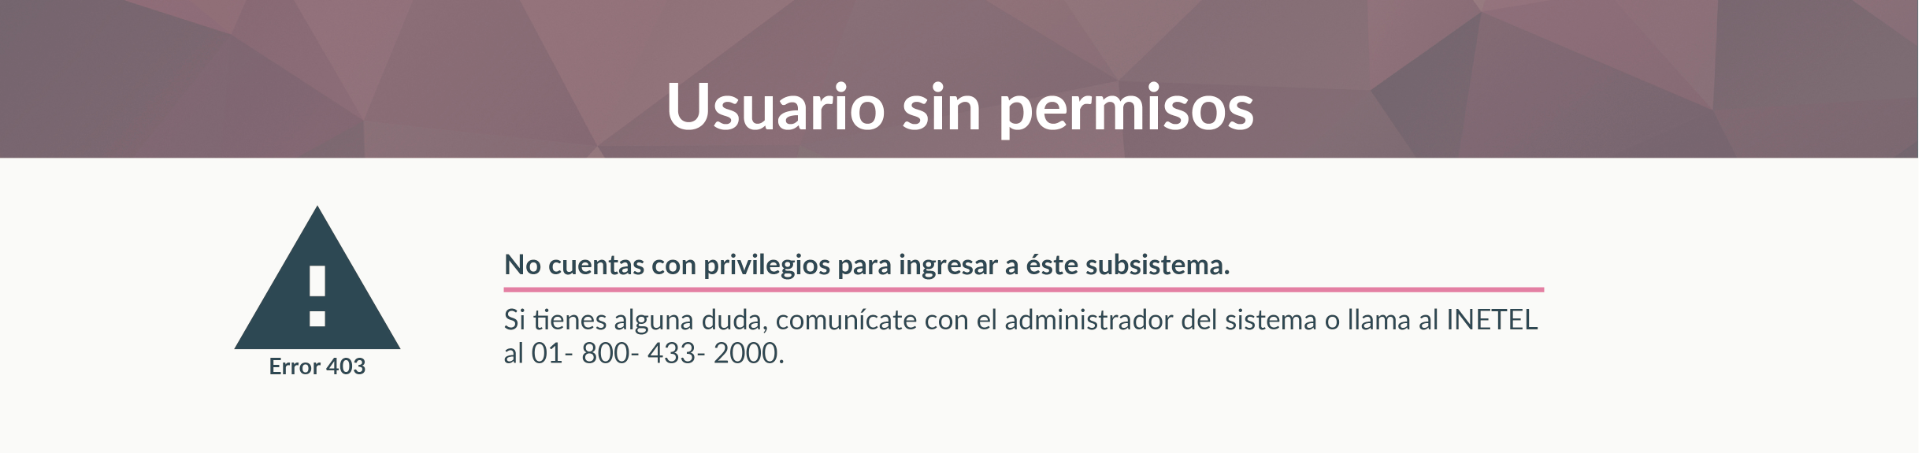 Usuario sin permisos
No cuentas con privilegios para ingresar a éste subsistema.
Si tienes alguna duda, comunícate con el administrador del sistema o llama al INETEL
al 01- 800- 433- 2000.
Error 403